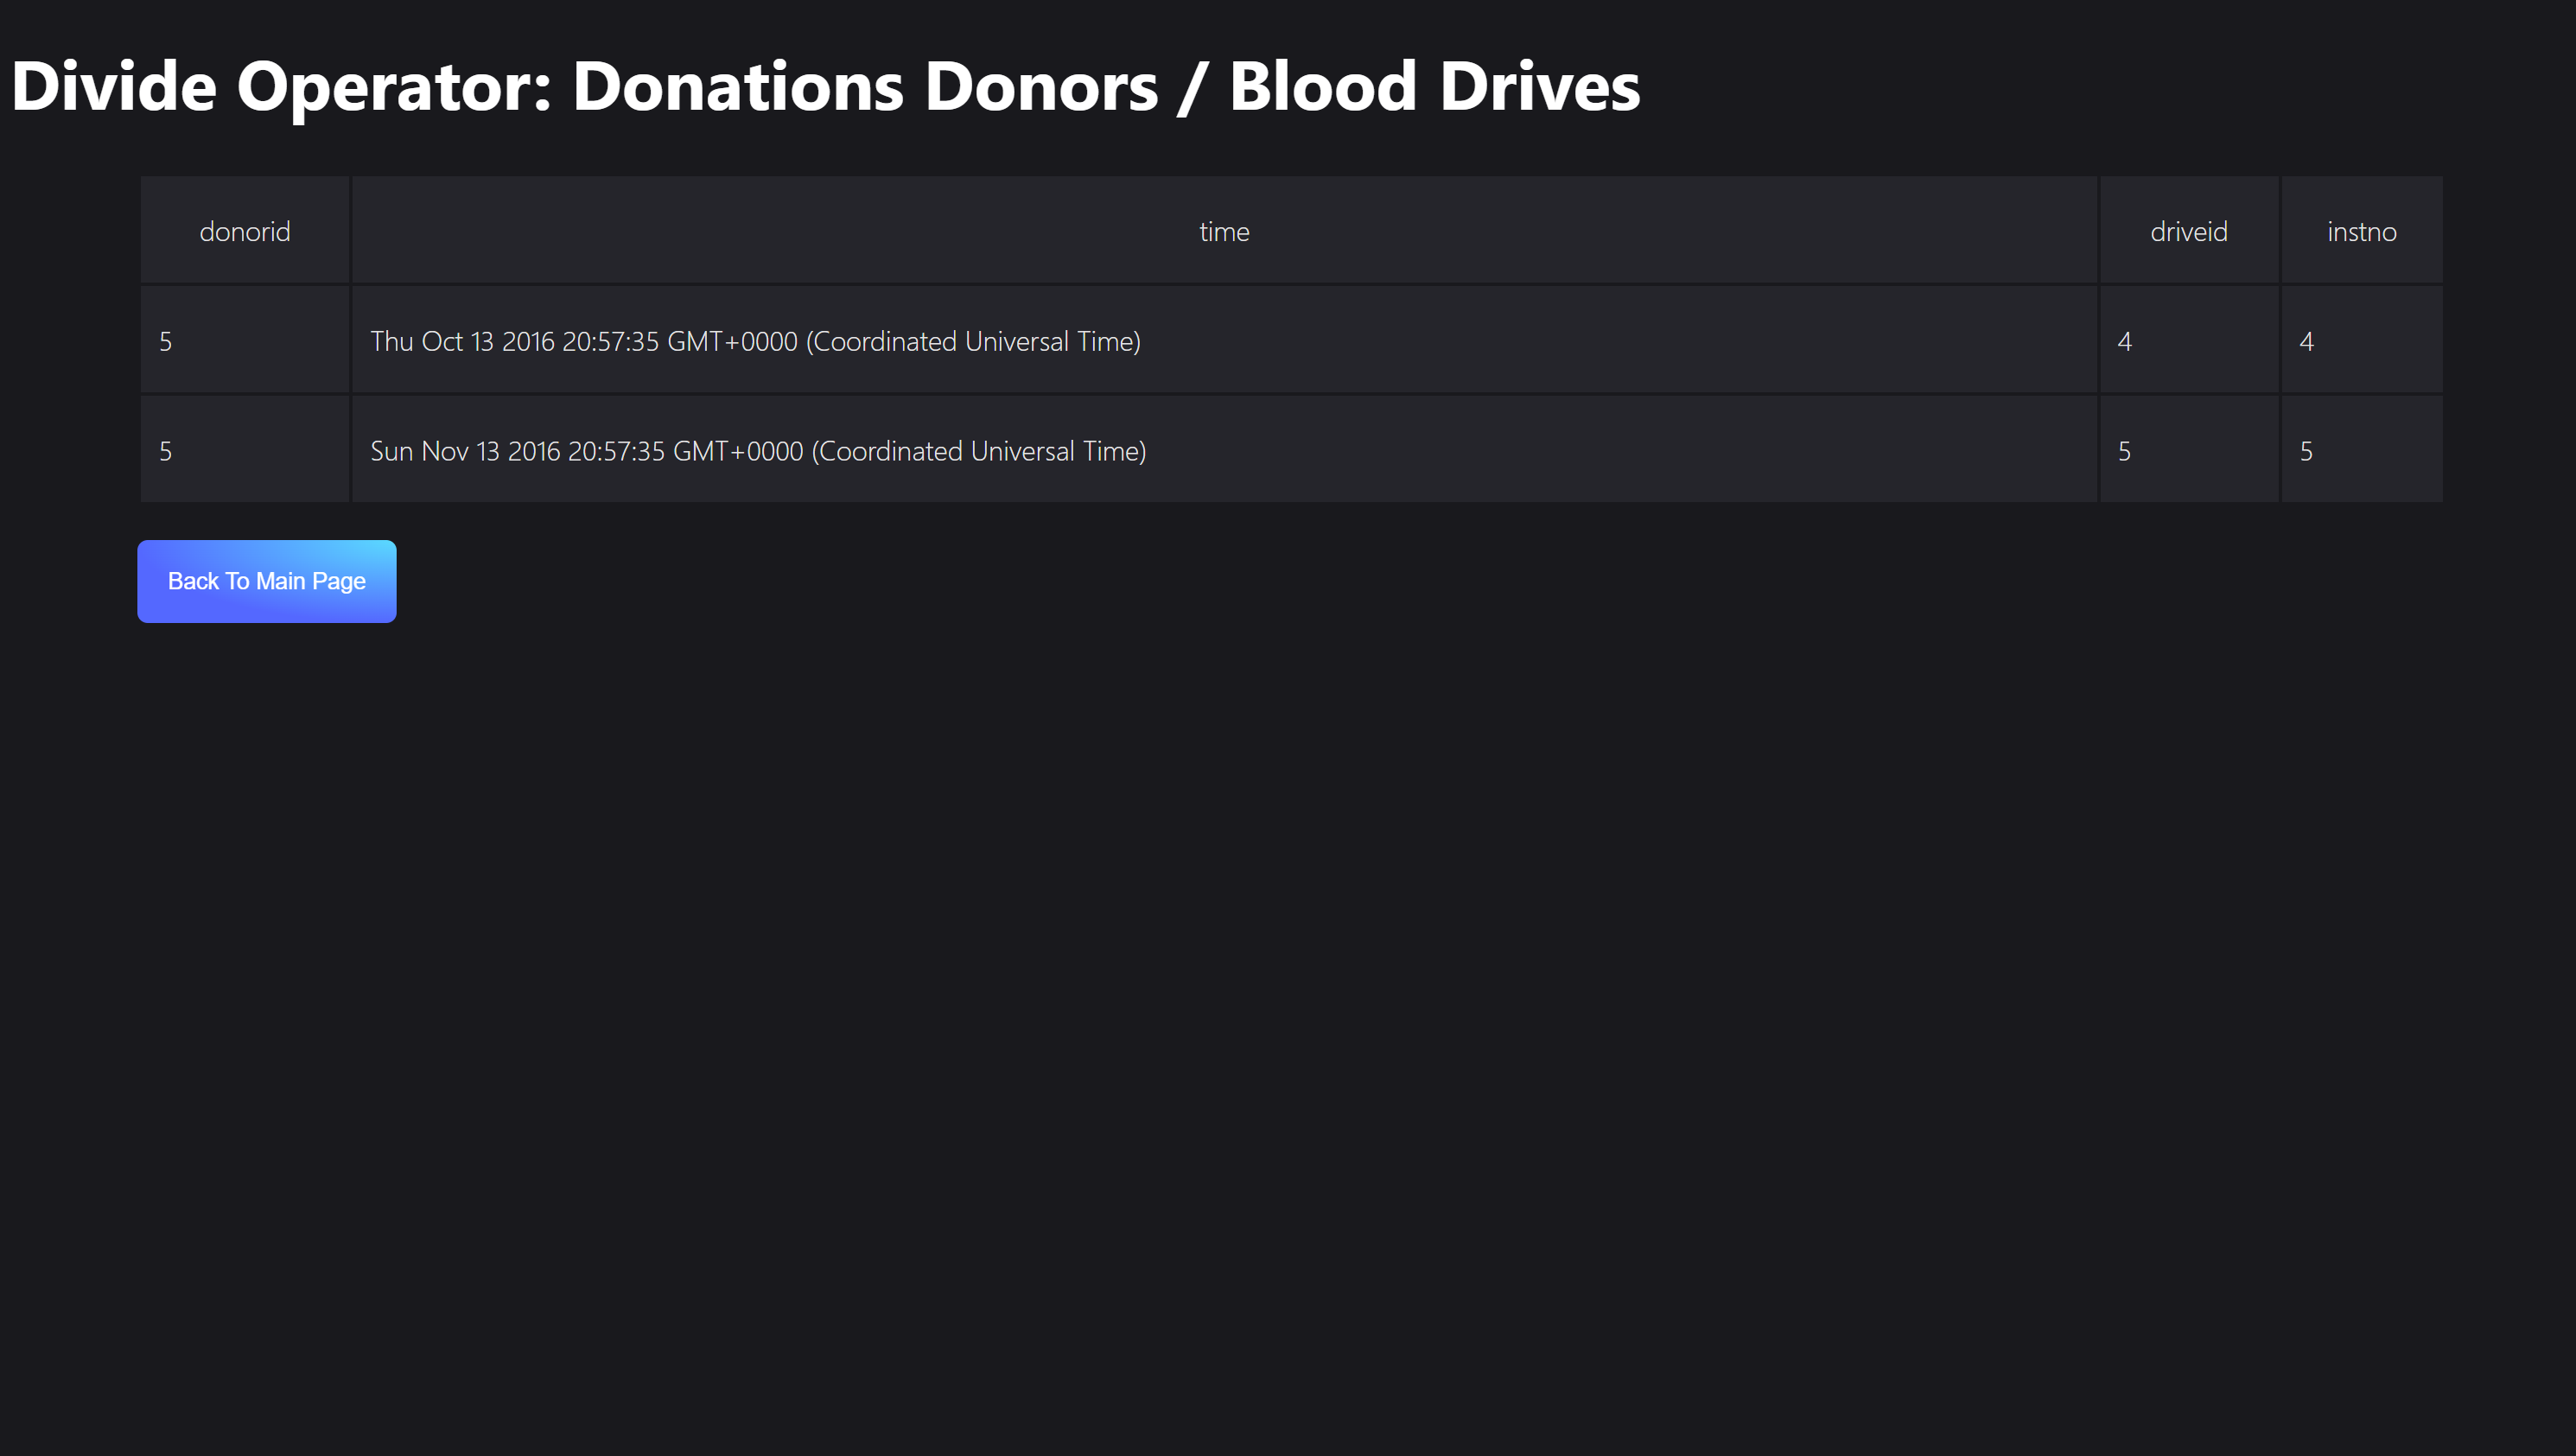 Divide Operator: Donations Donors / Blood Drives
donorid time driveid instno
5 Thu Oct 13 2016 20:57:35 GMT+0000 (Coordinated Universal Time) 4 4
5 Sun Nov 13 2016 20:57:35 GMT+0000 (Coordinated Universal Time) 5 5
Back To Main Page